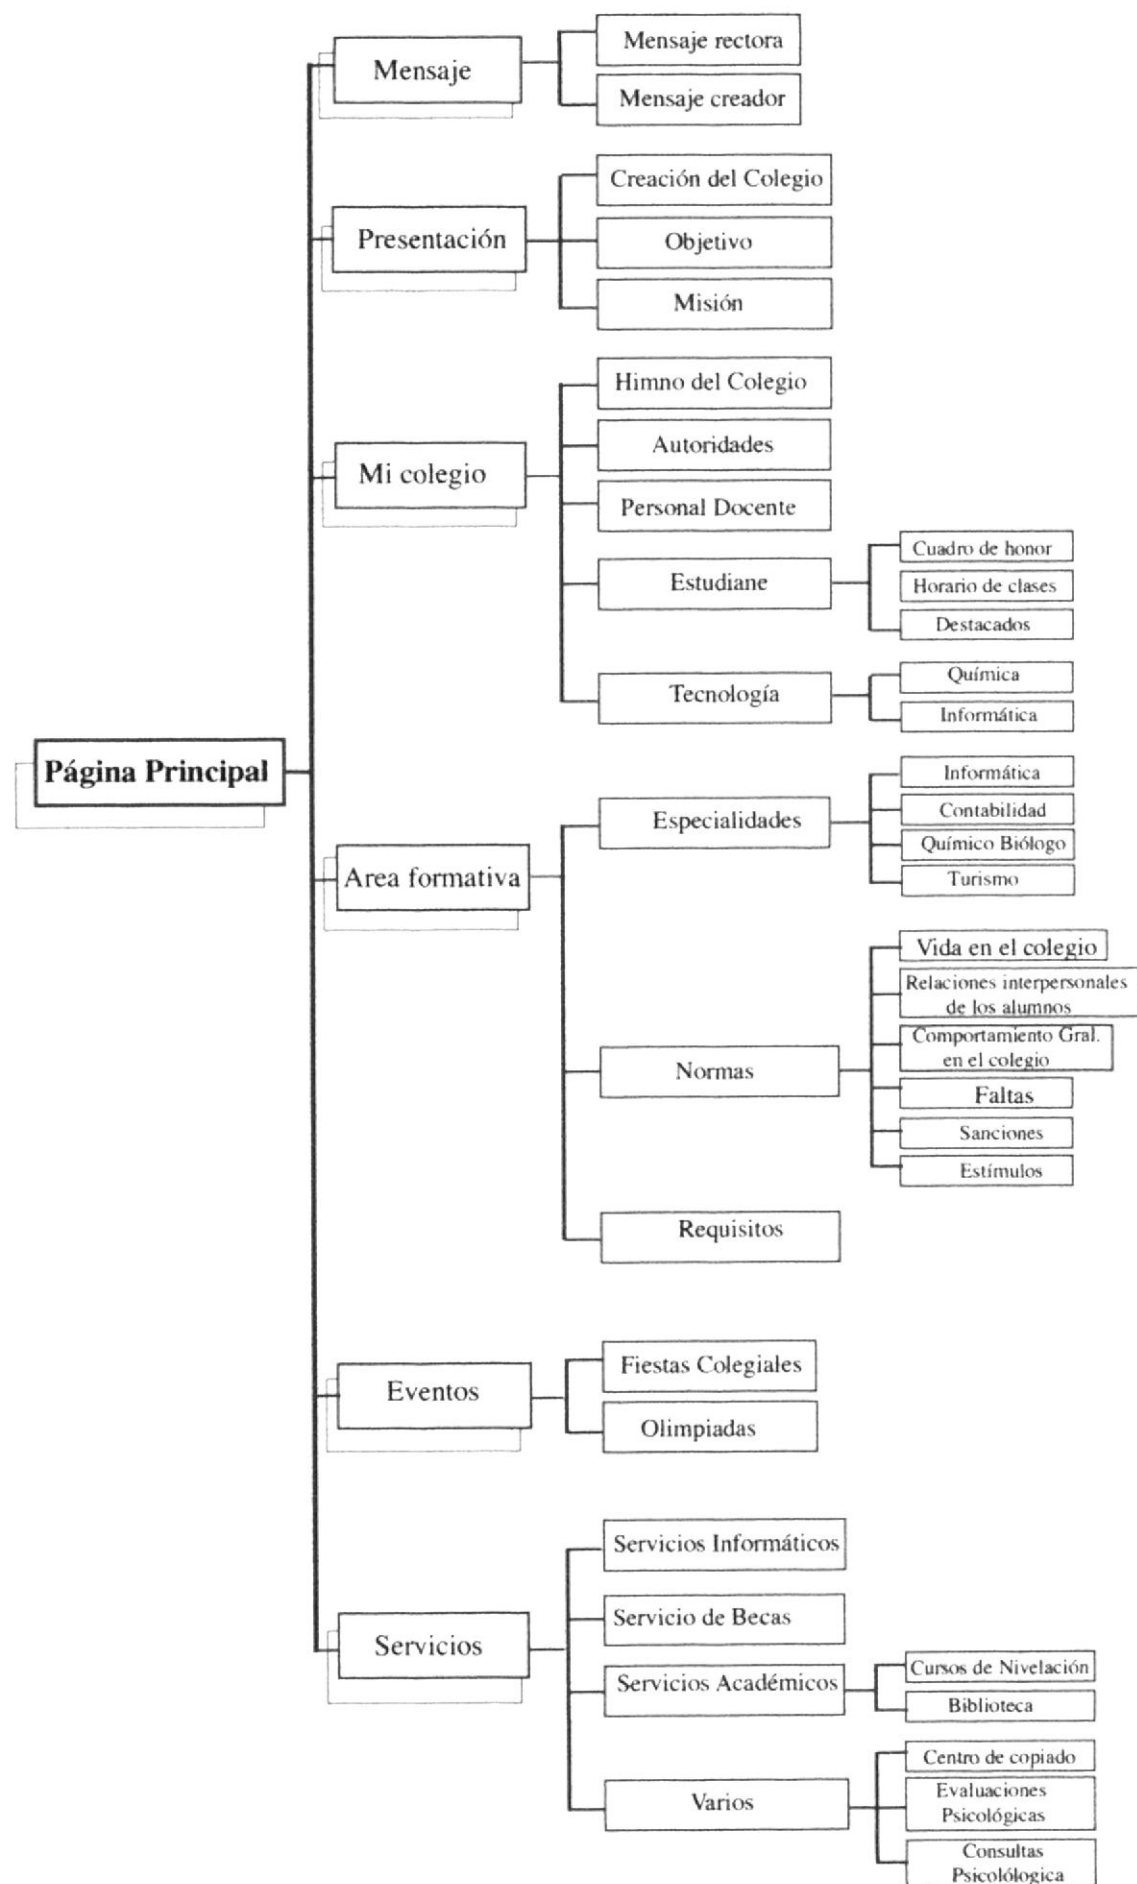 Mensaje
Mensaje rectora
Mensaje creador
Presentación
Creación del Colegio
Objetivo
Misión
Mi colegio
Himno del Colegio
Autoridades
Personal Docente
Estudiane
Cuadro de honor
Horario de clases
Destacados
Tecnología
Química
Informática
Página Principal
Area formativa
Especialidades
Informática
Contabilidad
Químico Biólogo
Turismo
Normas
Vida en el colegio
Relaciones interpersonales
de los alumnos
Comportamiento Gral.
en el colegio
Faltas
Sanciones
Estímulos
Requisitos
Eventos
Fiestas Colegiales
Olimpiadas
Servicios
Servicios Informáticos
Servicio de Becas
Servicios Académicos
Cursos de Nivelación
Biblioteca
Varios
Centro de copiado
Evaluaciones
Psicológicas
Consultas
Psicolólogica